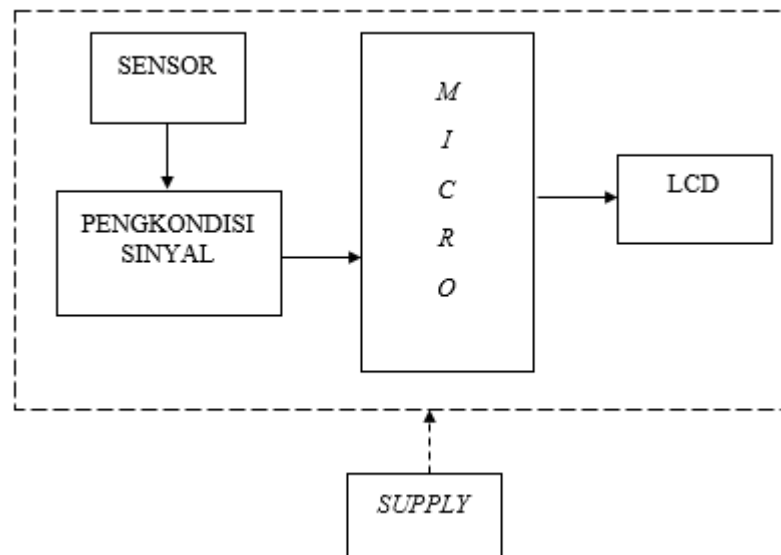 SENSOR
PENGKONDISI
SINYAL
M
I
C
R
O
LCD
SUPPLY